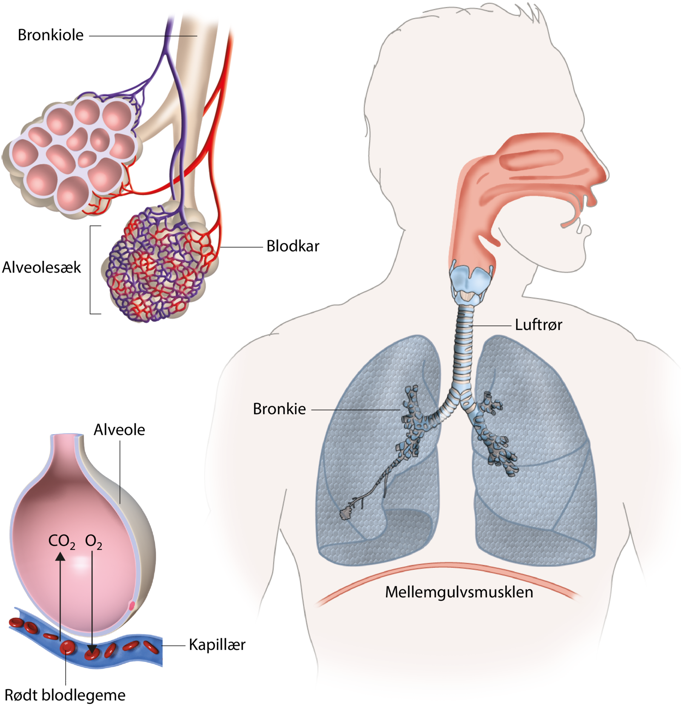 Bronkiole
Blodkar
Alveolesæk
Luftrør
Bronkie
Alveole
CO₂ O₂
Mellemgulvsmusklen
Kapillær
Rødt blodlegeme